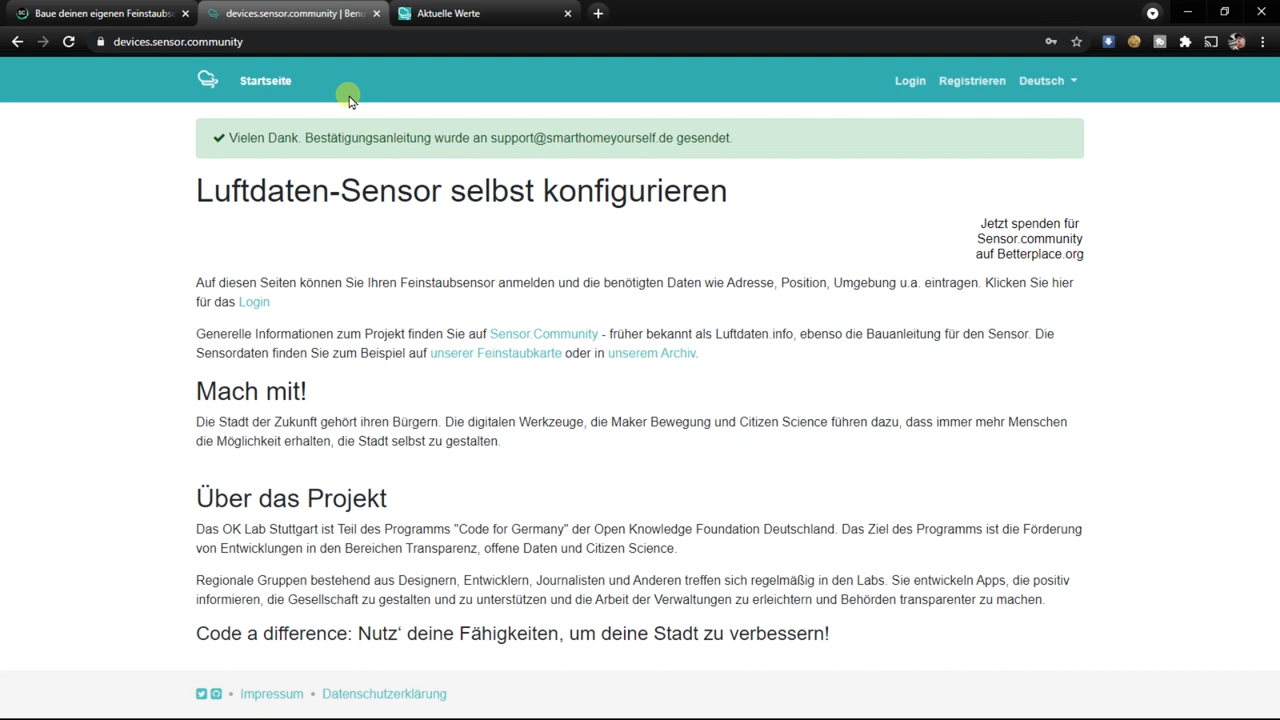 Baue deinen eigenen Feinstaubs
devices.sensor.community | Benu
Aktuelle Werte
devices.sensor.community
Startseite
Login
Registrieren
Deutsch
Vielen Dank. Bestätigungsanleitung wurde an support@smarthomeyourself.de gesendet.
Luftdaten-Sensor selbst konfigurieren
Jetzt spenden für
Sensor.community
auf Betterplace.org
Auf diesen Seiten können Sie Ihren Feinstaubsensor anmelden und die benötigten Daten wie Adresse, Position, Umgebung u.a. eintragen. Klicken Sie hier
für das Login
Generelle Informationen zum Projekt finden Sie auf Sensor.Community - früher bekannt als Luftdaten.info, ebenso die Bauanleitung für den Sensor. Die
Sensordaten finden Sie zum Beispiel auf unserer Feinstaubkarte oder in unserem Archiv.
Mach mit!
Die Stadt der Zukunft gehört ihren Bürgern. Die digitalen Werkzeuge, die Maker Bewegung und Citizen Science führen dazu, dass immer mehr Menschen
die Möglichkeit erhalten, die Stadt selbst zu gestalten.
Über das Projekt
Das OK Lab Stuttgart ist Teil des Programms "Code for Germany" der Open Knowledge Foundation Deutschland. Das Ziel des Programms ist die Förderung
von Entwicklungen in den Bereichen Transparenz, offene Daten und Citizen Science.
Regionale Gruppen bestehend aus Designern, Entwicklern, Journalisten und Anderen treffen sich regelmäßig in den Labs. Sie entwickeln Apps, die positiv
informieren, die Gesellschaft zu gestalten und zu unterstützen und die Arbeit der Verwaltungen zu erleichtern und Behörden transparenter zu machen.
Code a difference: Nutz‘ deine Fähigkeiten, um deine Stadt zu verbessern!
• Impressum • Datenschutzerklärung